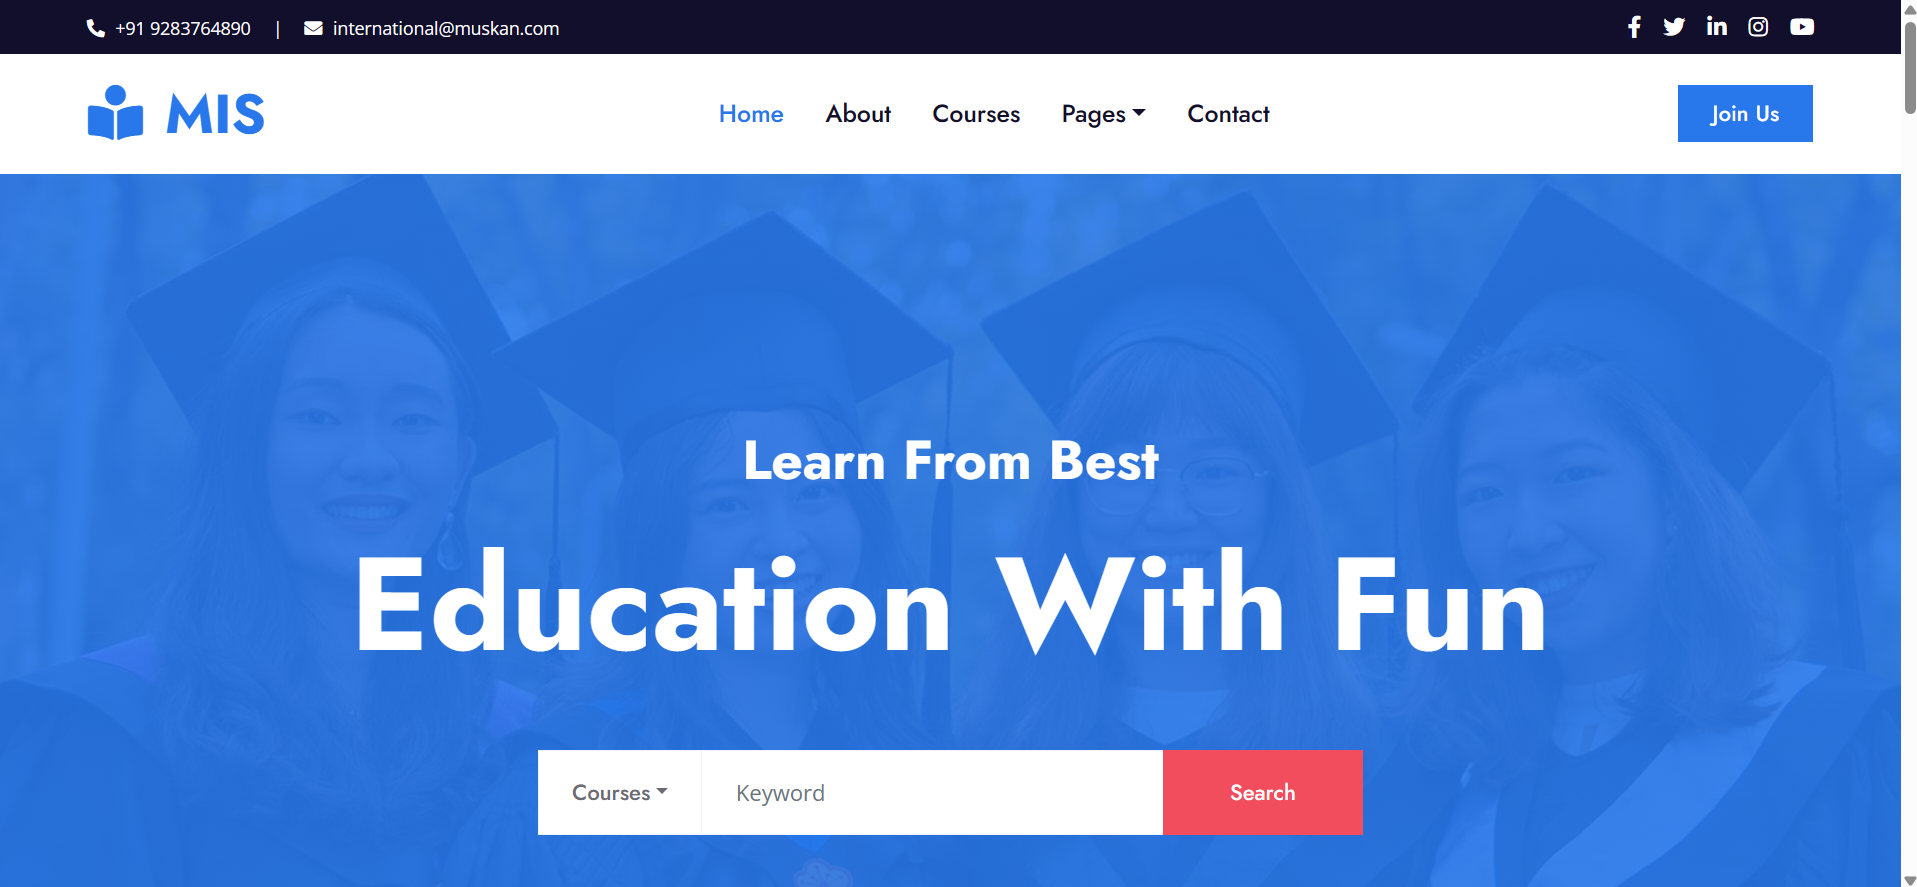 +91 9283764890 | international@muskan.com
MIS
Home About Courses Pages Contact
Join Us
Learn From Best
Education With Fun
Courses Keyword Search